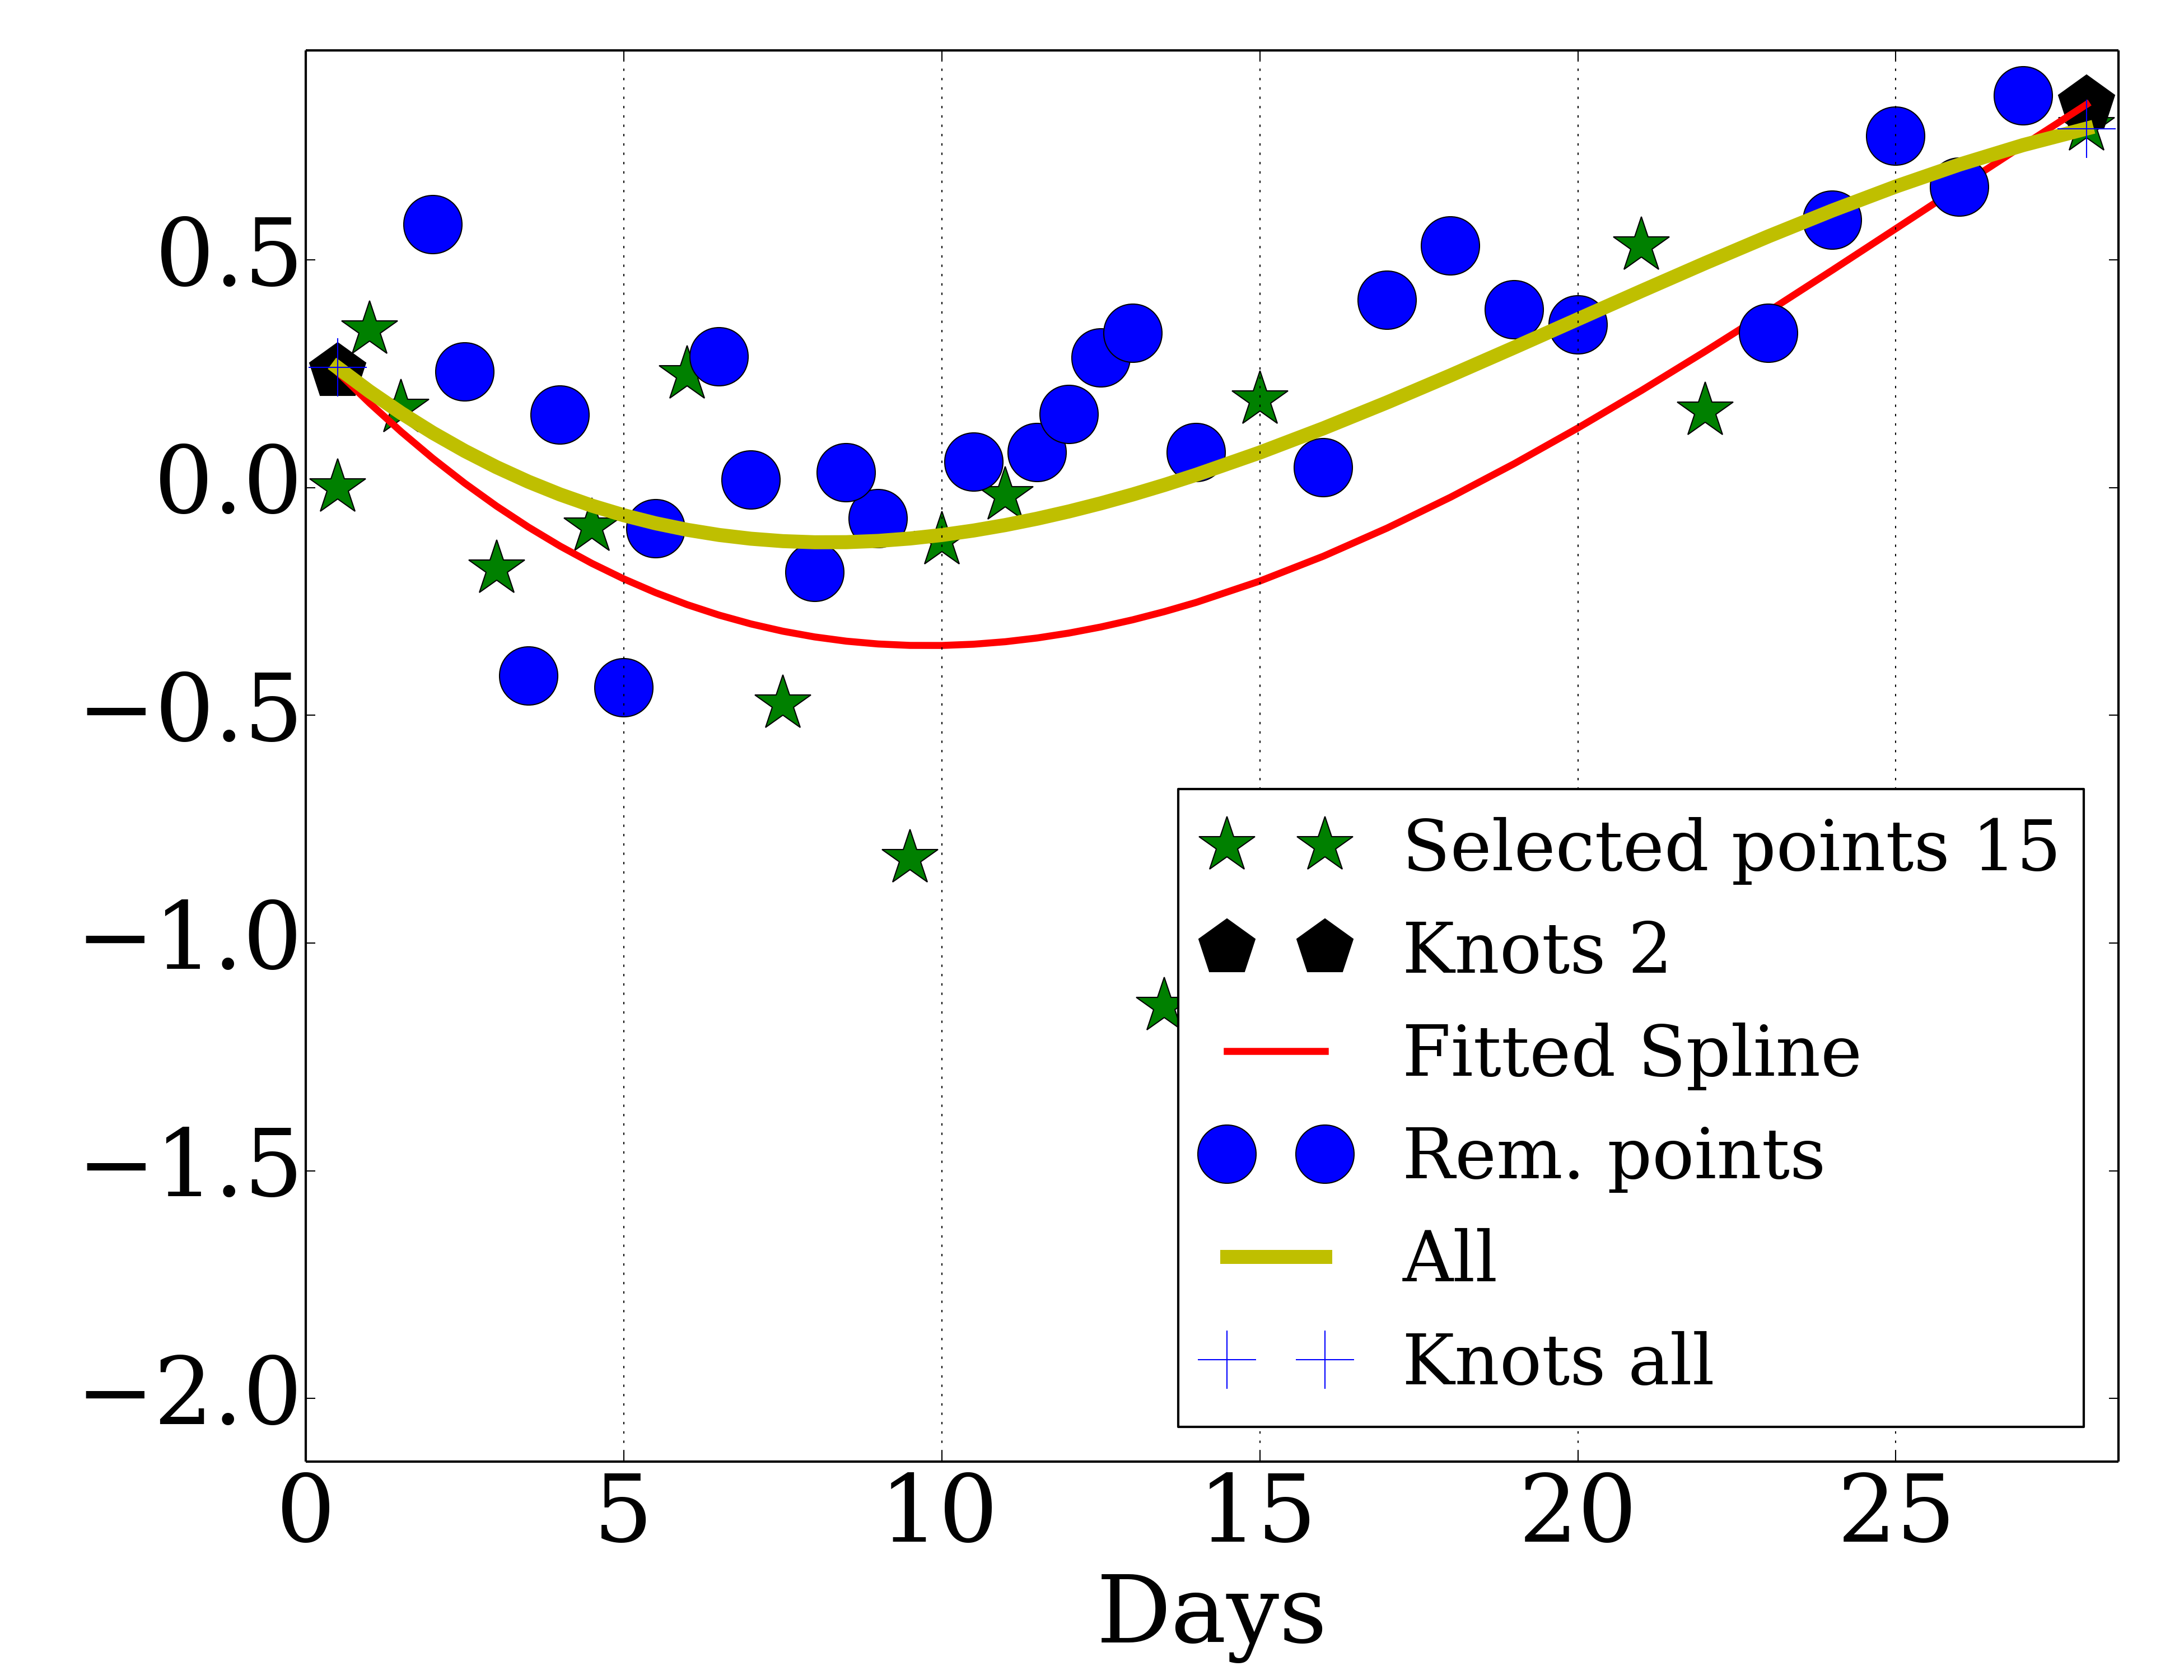 0.5
0.0
−0.5
−1.0
−1.5
−2.0
Selected points 15
Knots 2
Fitted Spline
Rem. points
All
Knots all
0 5 10 15 20 25
Days